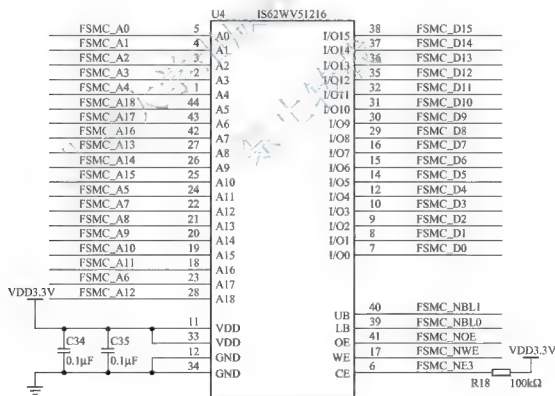 U4 IS62WV51216
FSMC_A0 5 A0 I/O15 38 FSMC_D15
FSMC_A1 4 A1 I/O14 37 FSMC_D14
FSMC_A2 3 A2 I/O13 36 FSMC_D13
FSMC_A3 2 A3 I/O12 35 FSMC_D12
FSMC_A4 1 A4 I/O11 32 FSMC_D11
FSMC_A18 44 A5 I/O10 31 FSMC_D10
FSMC_A17 43 A6 I/O9 30 FSMC_D9
FSMC_A16 42 A7 I/O8 29 FSMC_D8
FSMC_A13 27 A8 I/O7 16 FSMC_D7
FSMC_A14 26 A9 I/O6 15 FSMC_D6
FSMC_A15 25 A10 I/O5 14 FSMC_D5
FSMC_A5 24 A11 I/O4 12 FSMC_D4
FSMC_A7 22 A12 I/O3 10 FSMC_D3
FSMC_A8 21 A13 I/O2 9 FSMC_D2
FSMC_A9 20 A14 I/O1 8 FSMC_D1
FSMC_A10 19 A15 I/O0 7 FSMC_D0
FSMC_A11 18 A16
FSMC_A6 23 A17
VDD3.3V FSMC_A12 28 A18
UB 40 FSMC_NBL1
11 VDD LB 39 FSMC_NBL0
C34 C35 33 VDD OE 41 FSMC_NOE
0.1μF 0.1μF 12 GND WE 17 FSMC_NWE VDD3.3V
34 GND CE 6 FSMC_NE3
R18 100kΩ